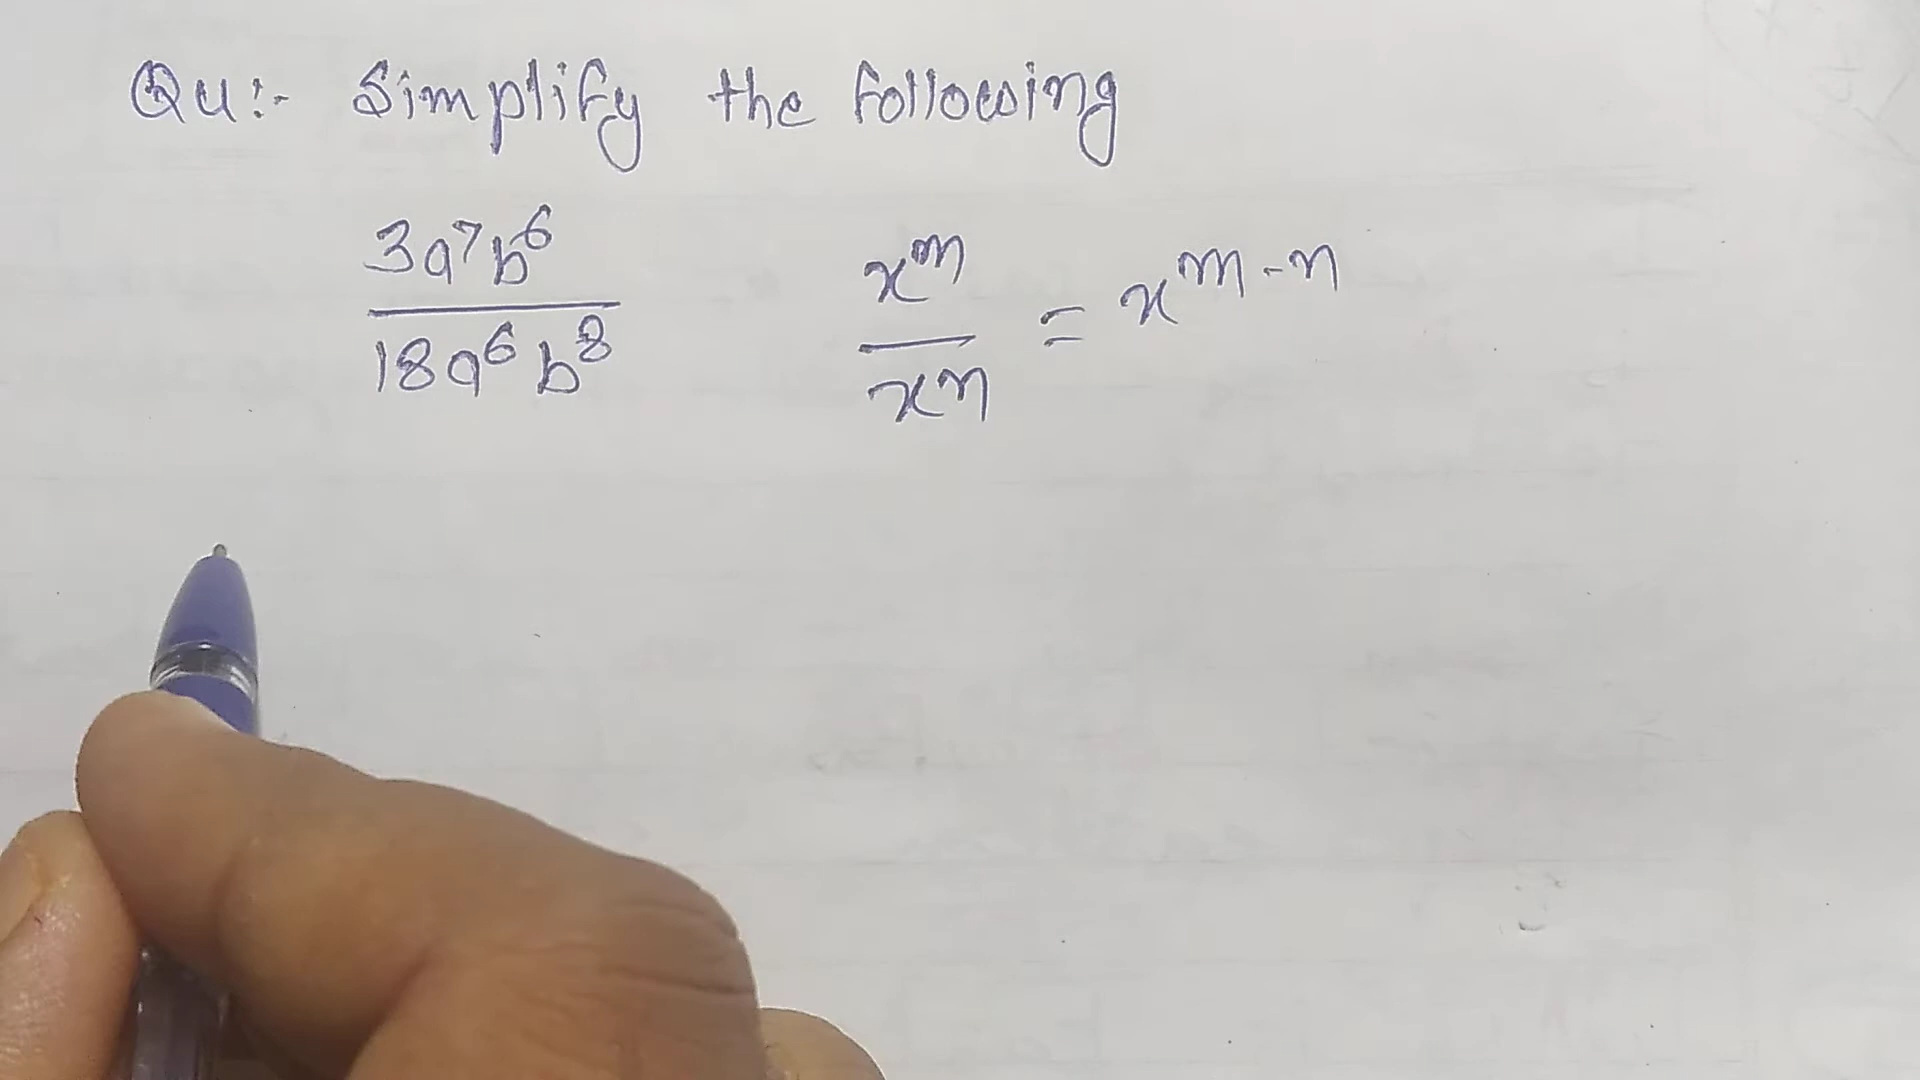 Qu:- Simplify the following
3a⁷b⁶
18a⁶b⁸
xᵐ
xⁿ
= xᵐ⁻ⁿ